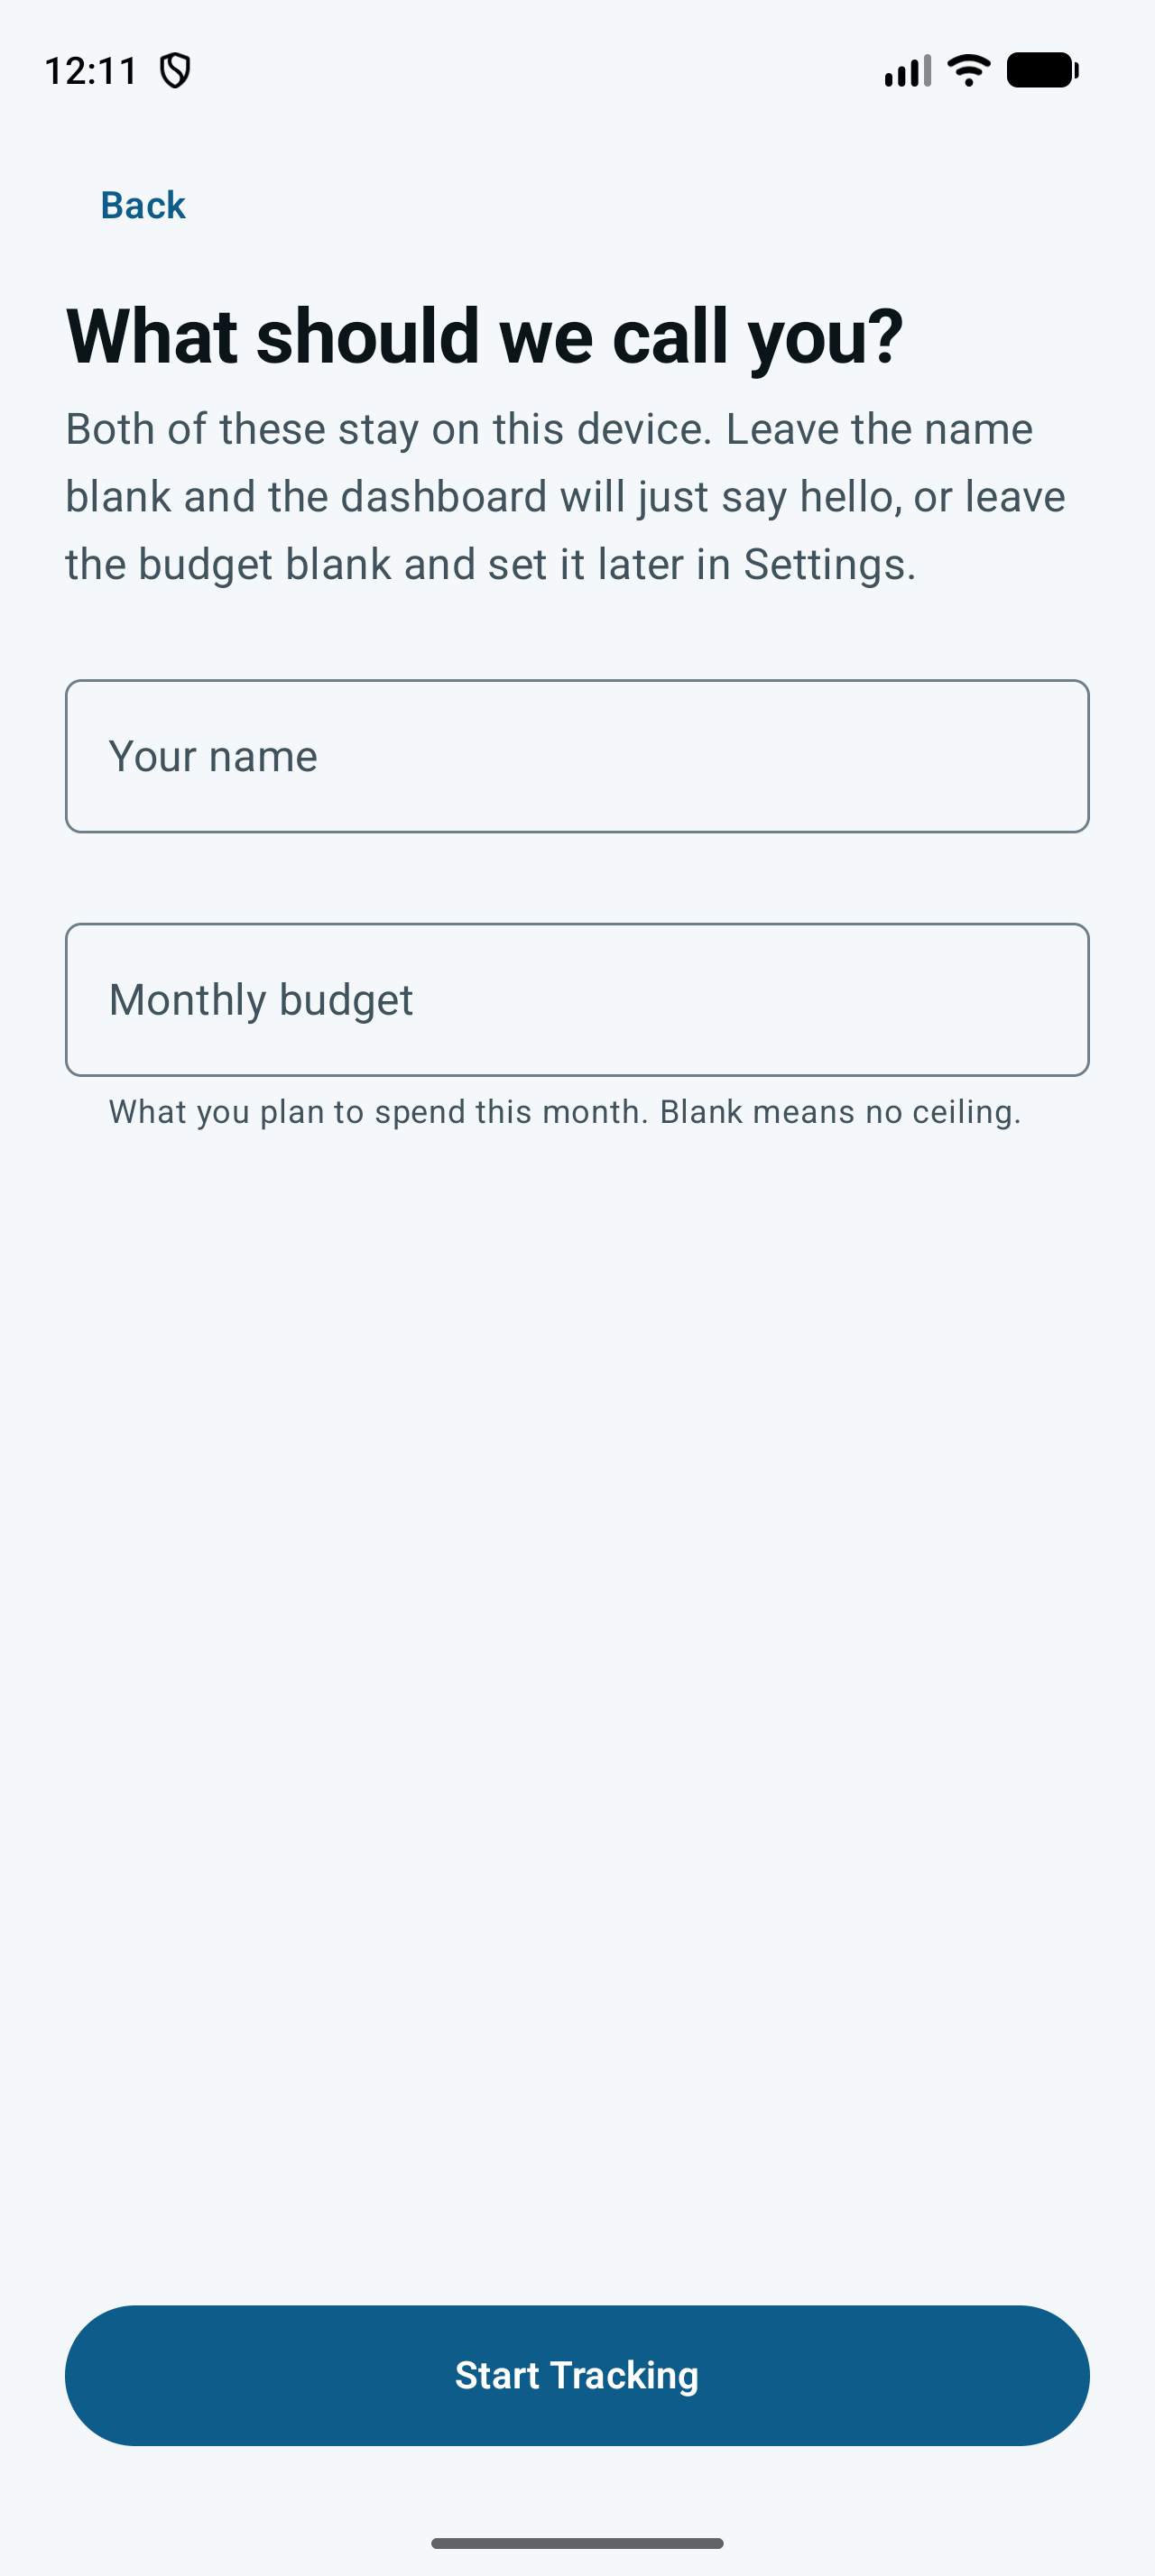 12:11
Back
What should we call you?
Both of these stay on this device. Leave the name
blank and the dashboard will just say hello, or leave
the budget blank and set it later in Settings.
Your name
Monthly budget
What you plan to spend this month. Blank means no ceiling.
Start Tracking